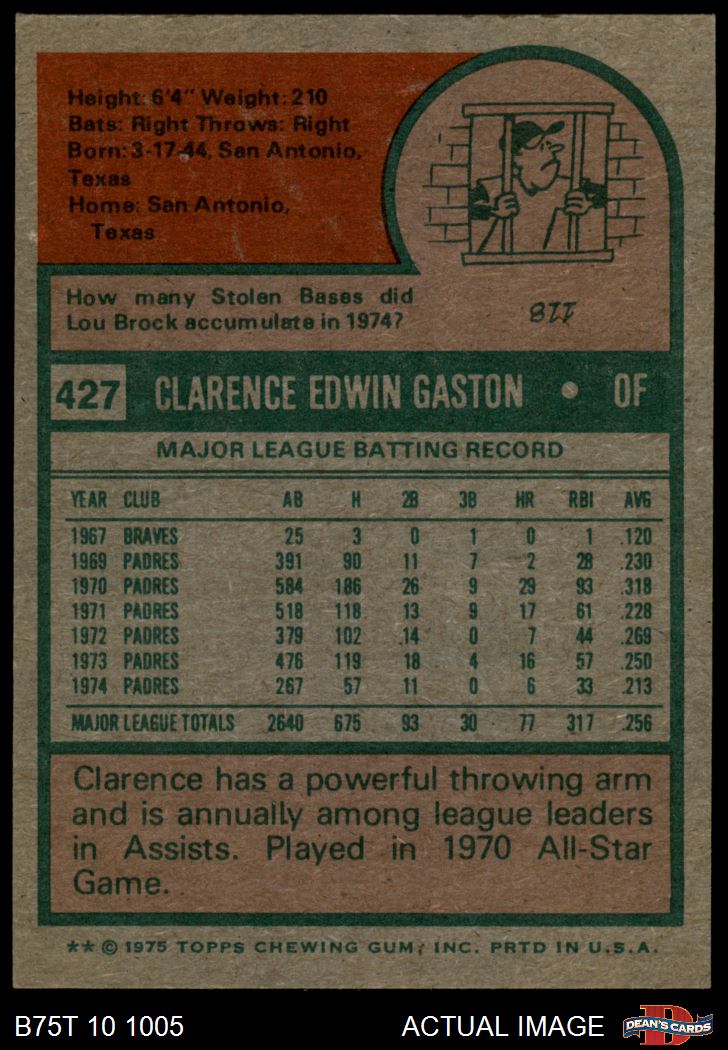 Height: 6'4" Weight: 210
Bats: Right Throws: Right
Born: 3-17-44, San Antonio,
Texas
Home: San Antonio,
Texas
How many Stolen Bases did
Lou Brock accumulate in 1974?
118
427 CLARENCE EDWIN GASTON • OF
MAJOR LEAGUE BATTING RECORD
YEAR CLUB AB H 2B 3B HR RBI AVG
1967 BRAVES 25 3 0 1 0 1 .120
1969 PADRES 391 90 11 7 2 28 .230
1970 PADRES 584 186 26 9 29 93 .318
1971 PADRES 518 118 13 9 17 61 .228
1972 PADRES 379 102 14 0 7 44 .269
1973 PADRES 476 119 18 4 16 57 .250
1974 PADRES 267 57 11 0 6 33 .213
MAJOR LEAGUE TOTALS 2640 675 93 30 77 317 .256
Clarence has a powerful throwing arm
and is annually among league leaders
in Assists. Played in 1970 All-Star
Game.
** © 1975 TOPPS CHEWING GUM, INC. PRTD IN U.S.A.
B75T 10 1005 ACTUAL IMAGE
D
DEAN'S CARDS